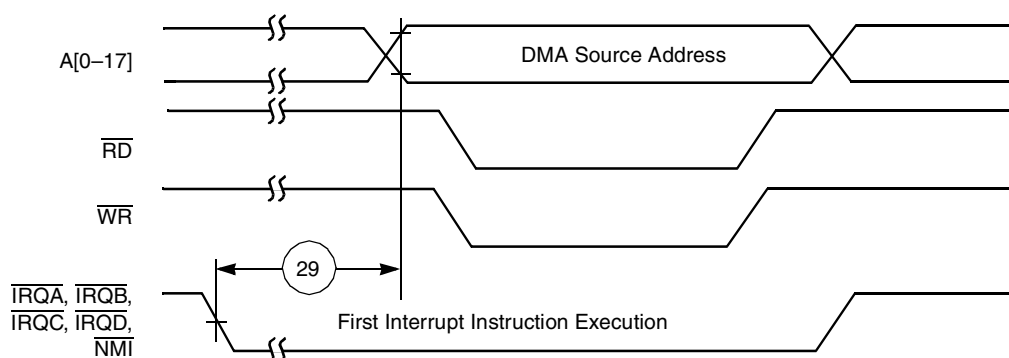 A[0–17]
DMA Source Address
RD
WR
29
IRQA, IRQB,
IRQC, IRQD,
NMI
First Interrupt Instruction Execution